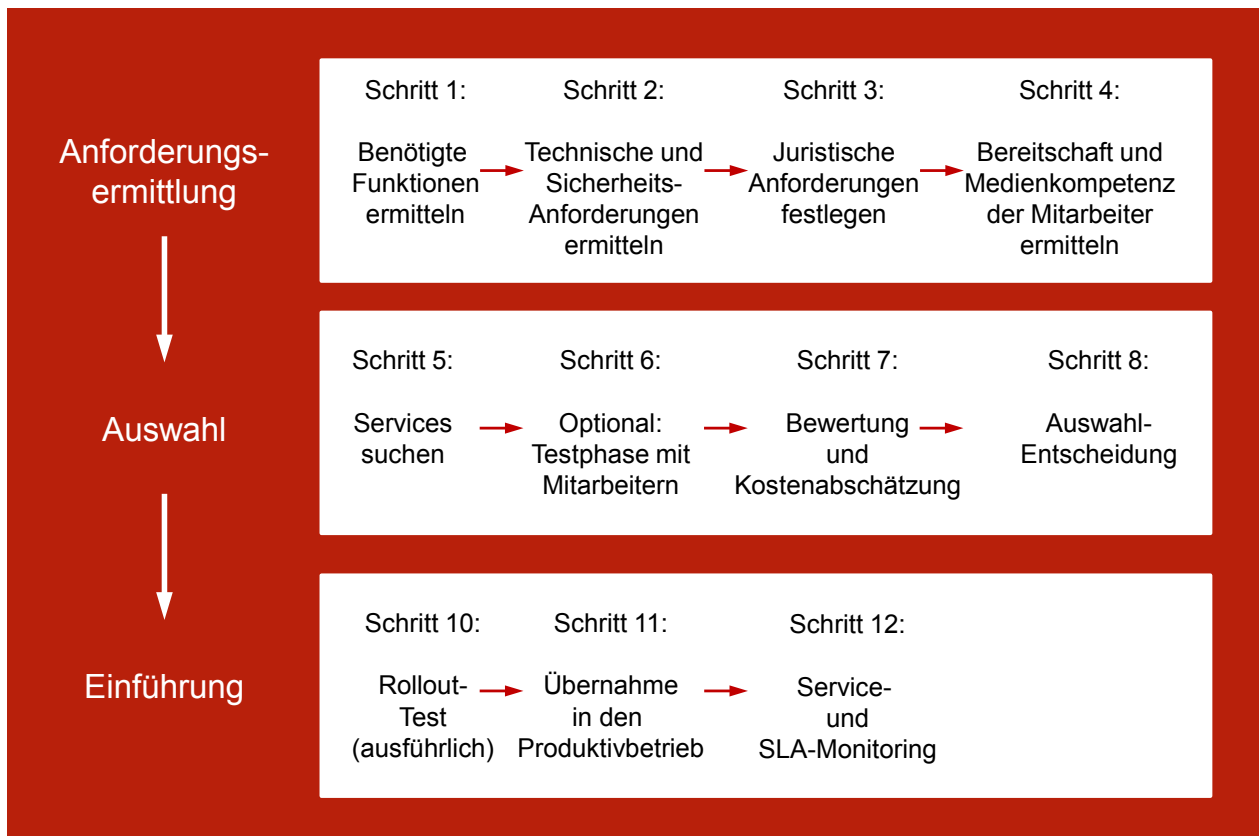 Anforderungs-
ermittlung
Schritt 1:
Benötigte
Funktionen
ermitteln
Schritt 2:
Technische und
Sicherheits-
Anforderungen
ermitteln
Schritt 3:
Juristische
Anforderungen
festlegen
Schritt 4:
Bereitschaft und
Medienkompetenz
der Mitarbeiter
ermitteln
Auswahl
Schritt 5:
Services
suchen
Schritt 6:
Optional:
Testphase mit
Mitarbeitern
Schritt 7:
Bewertung
und
Kostenabschätzung
Schritt 8:
Auswahl-
Entscheidung
Einführung
Schritt 10:
Rollout-
Test
(ausführlich)
Schritt 11:
Übernahme
in den
Produktivbetrieb
Schritt 12:
Service-
und
SLA-Monitoring